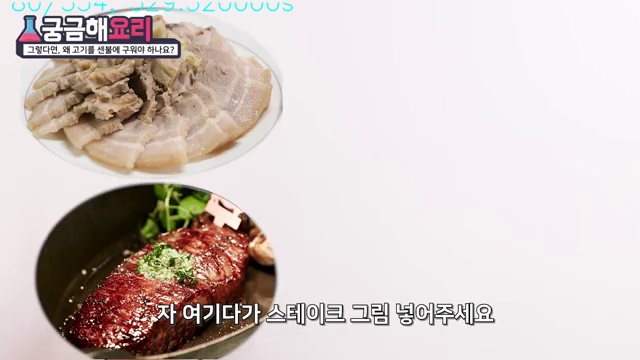 궁금해요리
그렇다면, 왜 고기를 센불에 구워야 하나요?
자 여기다가 스테이크 그림 넣어주세요